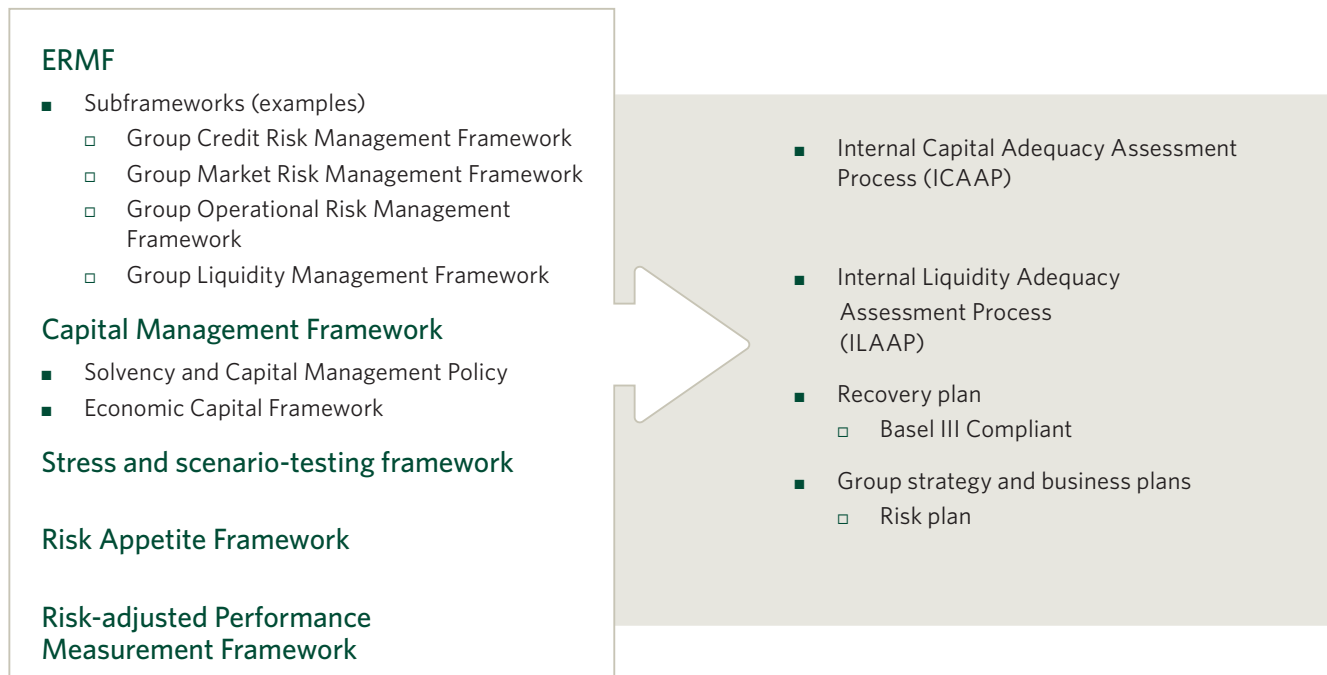 ERMF
■ Subframeworks (examples)
□ Group Credit Risk Management Framework
□ Group Market Risk Management Framework
□ Group Operational Risk Management
Framework
□ Group Liquidity Management Framework
Capital Management Framework
■ Solvency and Capital Management Policy
■ Economic Capital Framework
Stress and scenario-testing framework
Risk Appetite Framework
Risk-adjusted Performance
Measurement Framework
■ Internal Capital Adequacy Assessment
Process (ICAAP)
■ Internal Liquidity Adequacy
Assessment Process
(ILAAP)
■ Recovery plan
□ Basel III Compliant
■ Group strategy and business plans
□ Risk plan